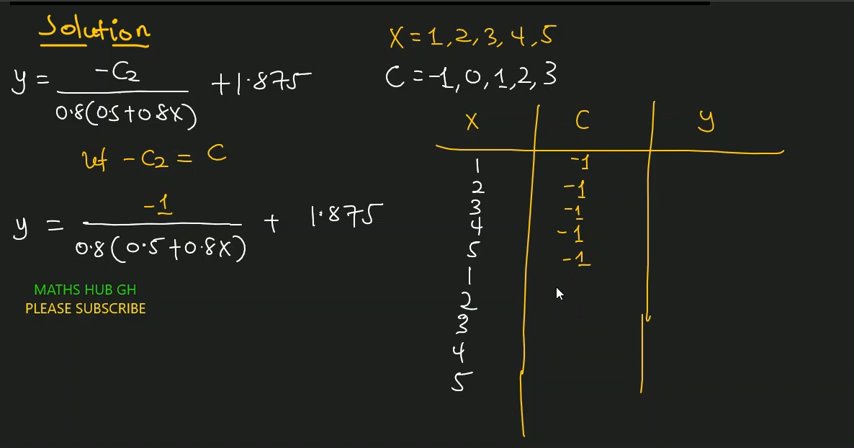 Solution
y = -C2 / 0.8(0.5+0.8X) + 1.875
let -C2 = C
y = -1 / 0.8(0.5+0.8X) + 1.875
MATHS HUB GH
PLEASE SUBSCRIBE
X = 1, 2, 3, 4, 5
C = -1, 0, 1, 2, 3
X C y
1 -1
2 -1
3 -1
4 -1
5 -1
1
2
3
4
5